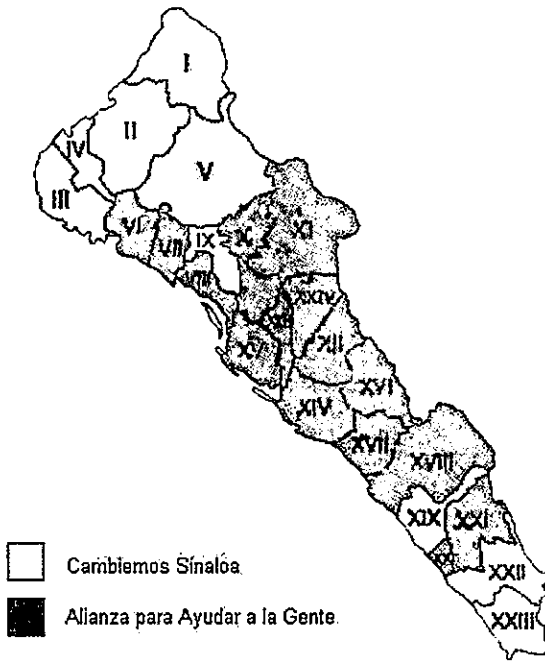 I
II
IV
V
III
VI
VII
IX
X
XI
VIII
XXIV
XV
XII
XVI
XIV
XVII
XVIII
XIX
XXI
XX
XXII
XXIII
Cambiemos Sinaloa
Alianza para Ayudar a la Gente